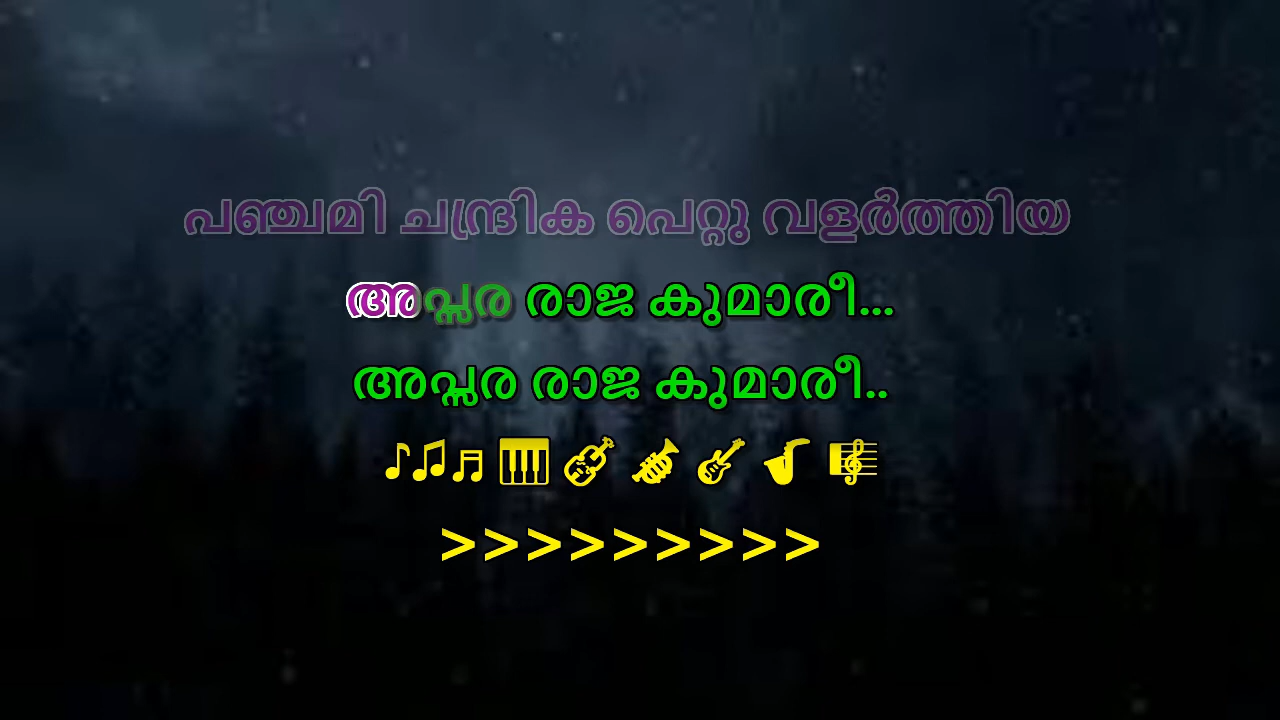 പഞ്ചമി ചന്ദ്രിക പെറ്റു വളർത്തിയ
അപ്സര രാജ കുമാരീ...
അപ്സര രാജ കുമാരീ..
>>>>>>>>>